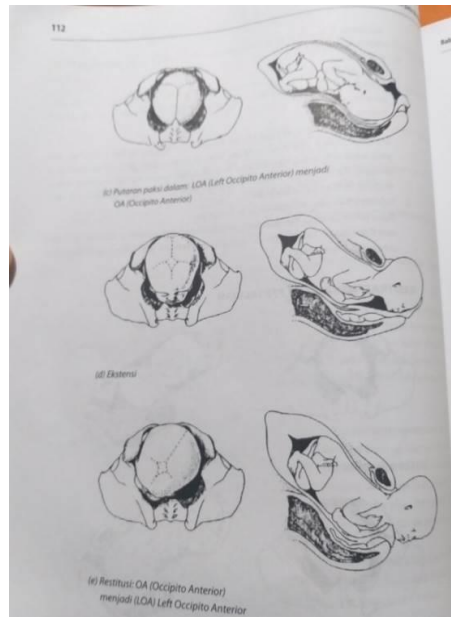 112
Bab
(c) Putaran paksi dalam: LOA (Left Occipito Anterior) menjadi
OA (Occipito Anterior)
(d) Ekstensi
(e) Restitusi: OA (Occipito Anterior)
menjadi (LOA) Left Occipito Anterior